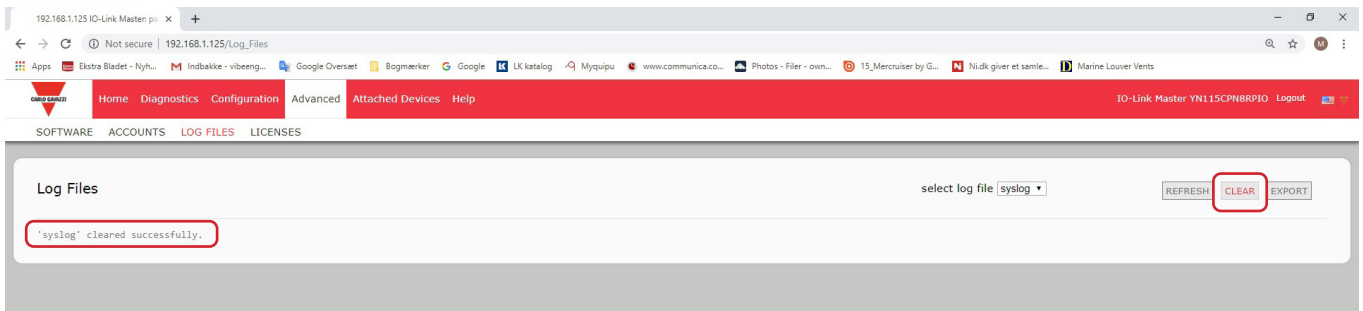 192.168.1.125 IO-Link Master: pa
Not secure | 192.168.1.125/Log_Files
Apps Ekstra Bladet - Nyh... Indbakke - vibeeng... Google Oversæt Bogmærker Google LK katalog Myquipu www.communica.co... Photos - Filer - own... 15_Mercruiser by G... Ni.dk giver et samle... Marine Louver Vents
CARLO GAVAZZI Home Diagnostics Configuration Advanced Attached Devices Help IO-Link Master YN115CPN8RPIO Logout
SOFTWARE ACCOUNTS LOG FILES LICENSES
Log Files select log file syslog REFRESH CLEAR EXPORT
'syslog' cleared successfully.